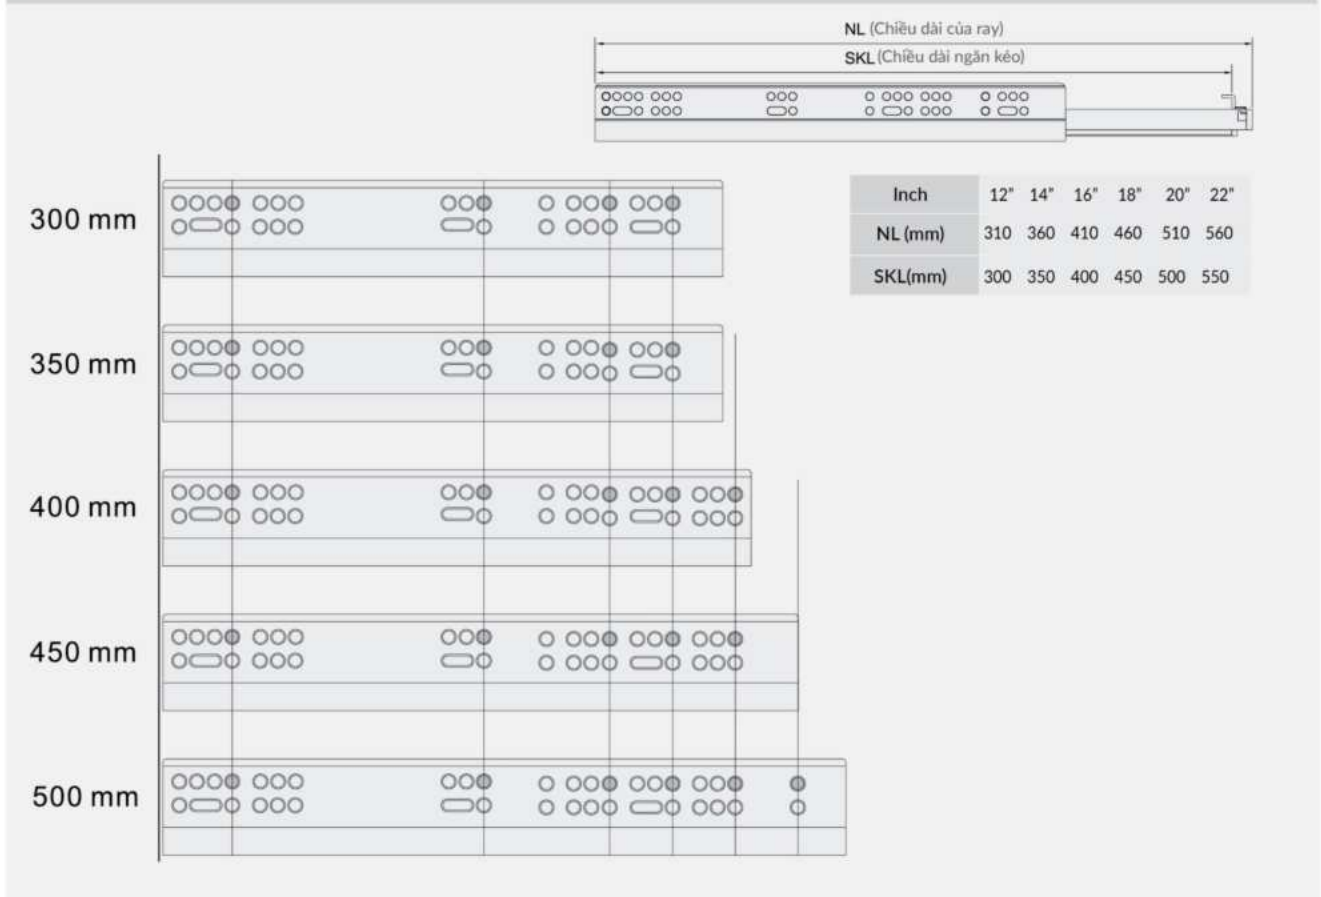 NL (Chiều dài của ray)
SKL (Chiều dài ngăn kéo)
Inch 12" 14" 16" 18" 20" 22"
NL (mm) 310 360 410 460 510 560
SKL(mm) 300 350 400 450 500 550
300 mm
350 mm
400 mm
450 mm
500 mm